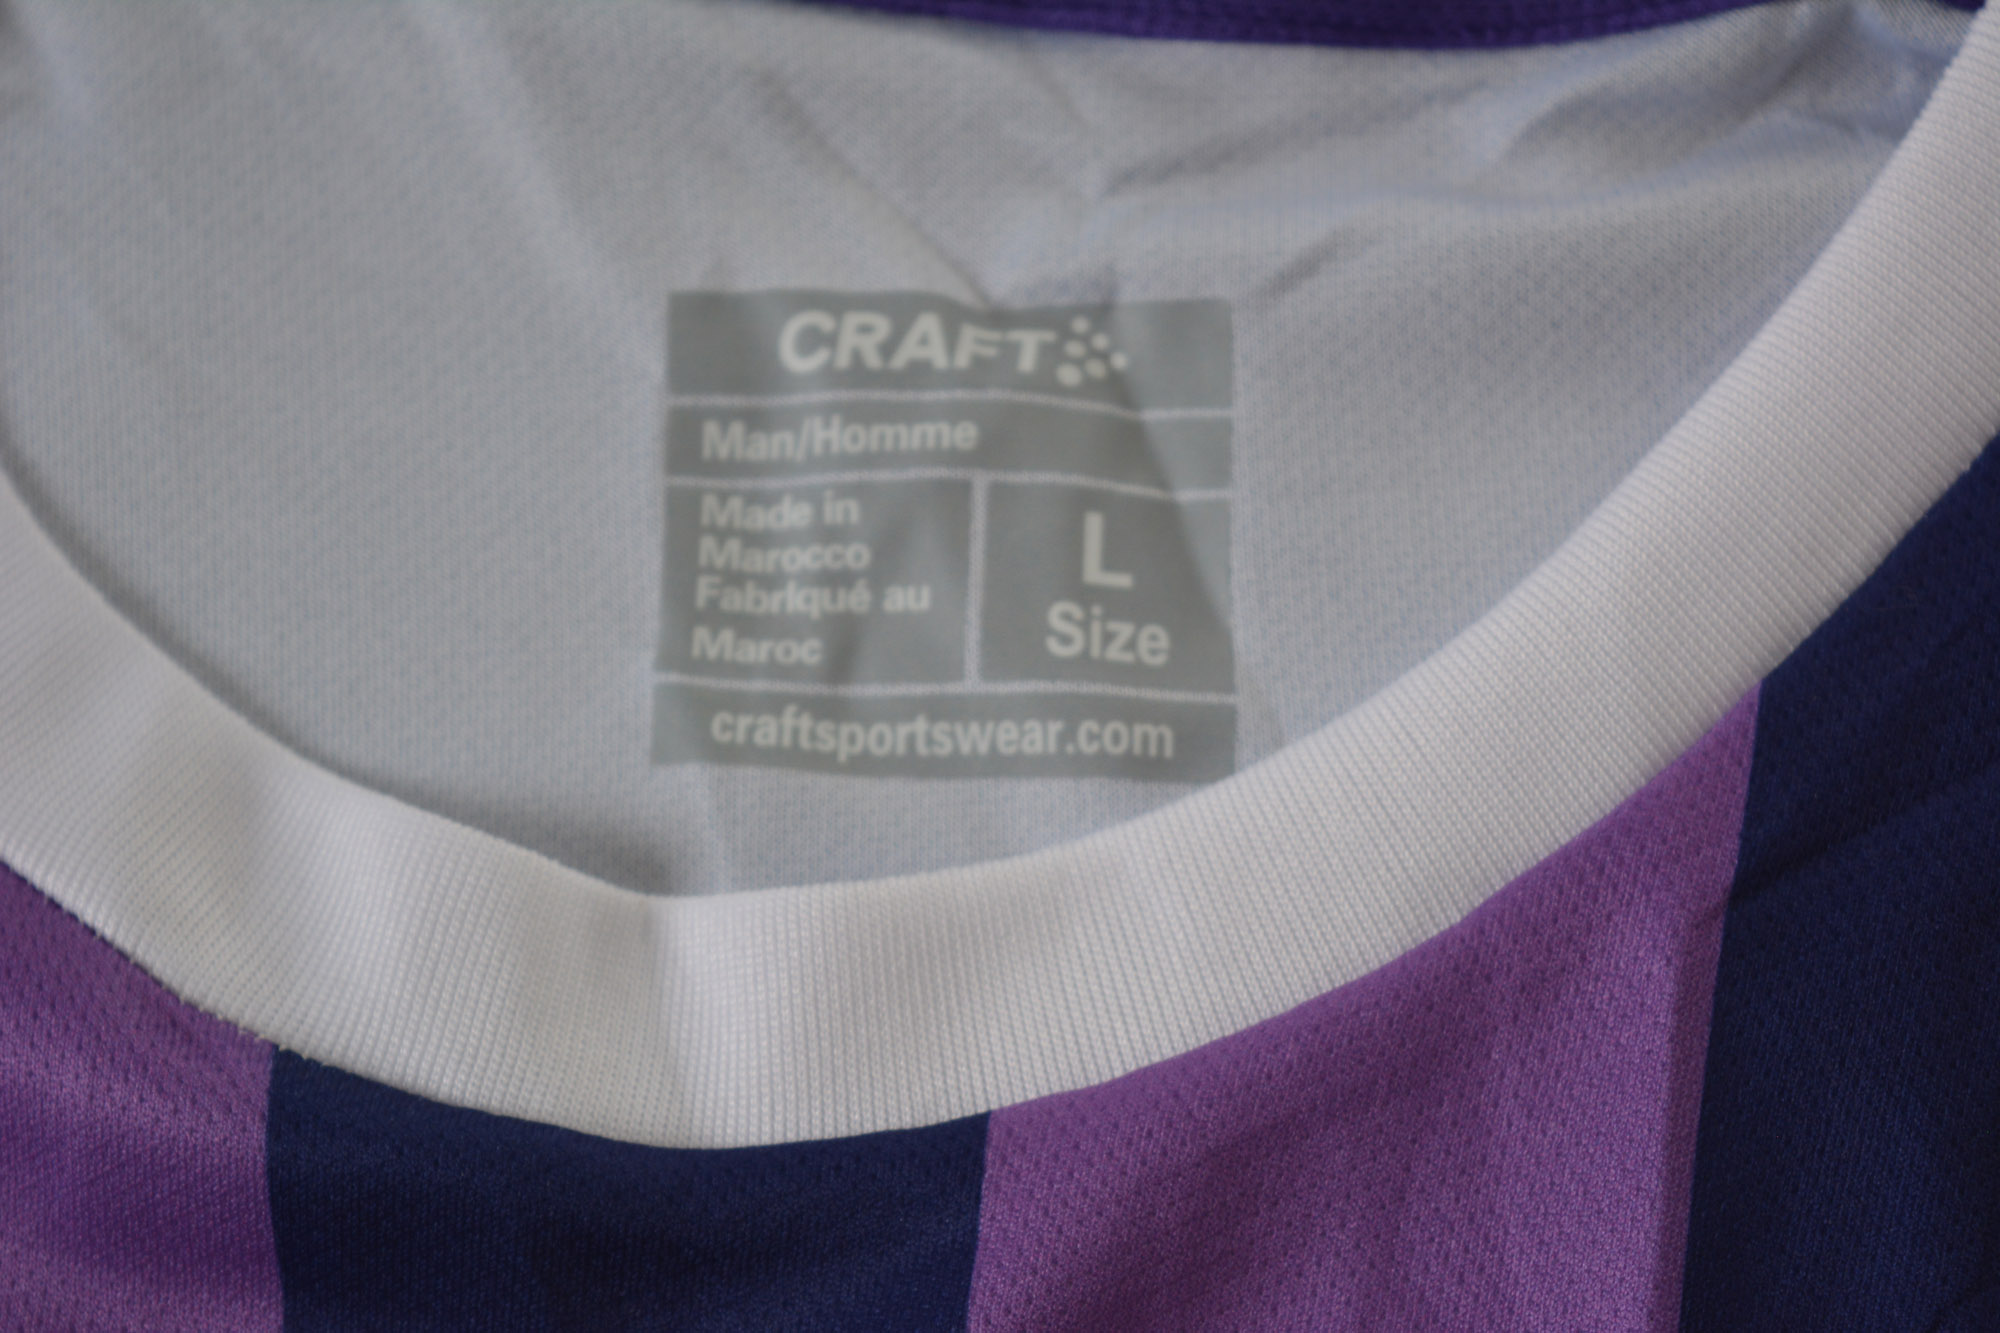 CRAFT
Man/Homme
Made in
Marocco
Fabriqué au
Maroc
L
Size
craftsportswear.com